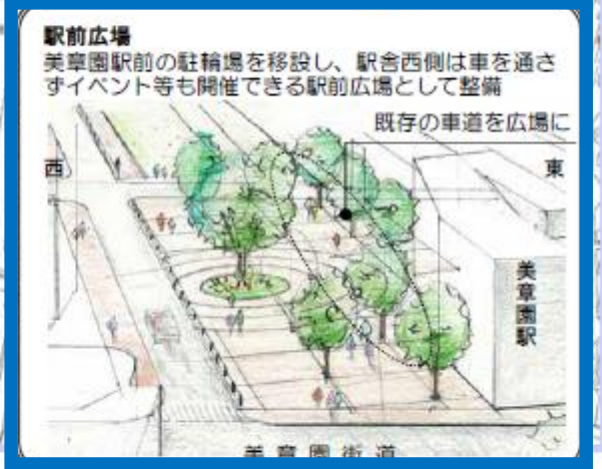 駅前広場
美章園駅前の駐輪場を移設し、駅舎西側は車を通さ
ずイベント等も開催できる駅前広場として整備
既存の車道を広場に
西
東
美章園駅
美章園街道